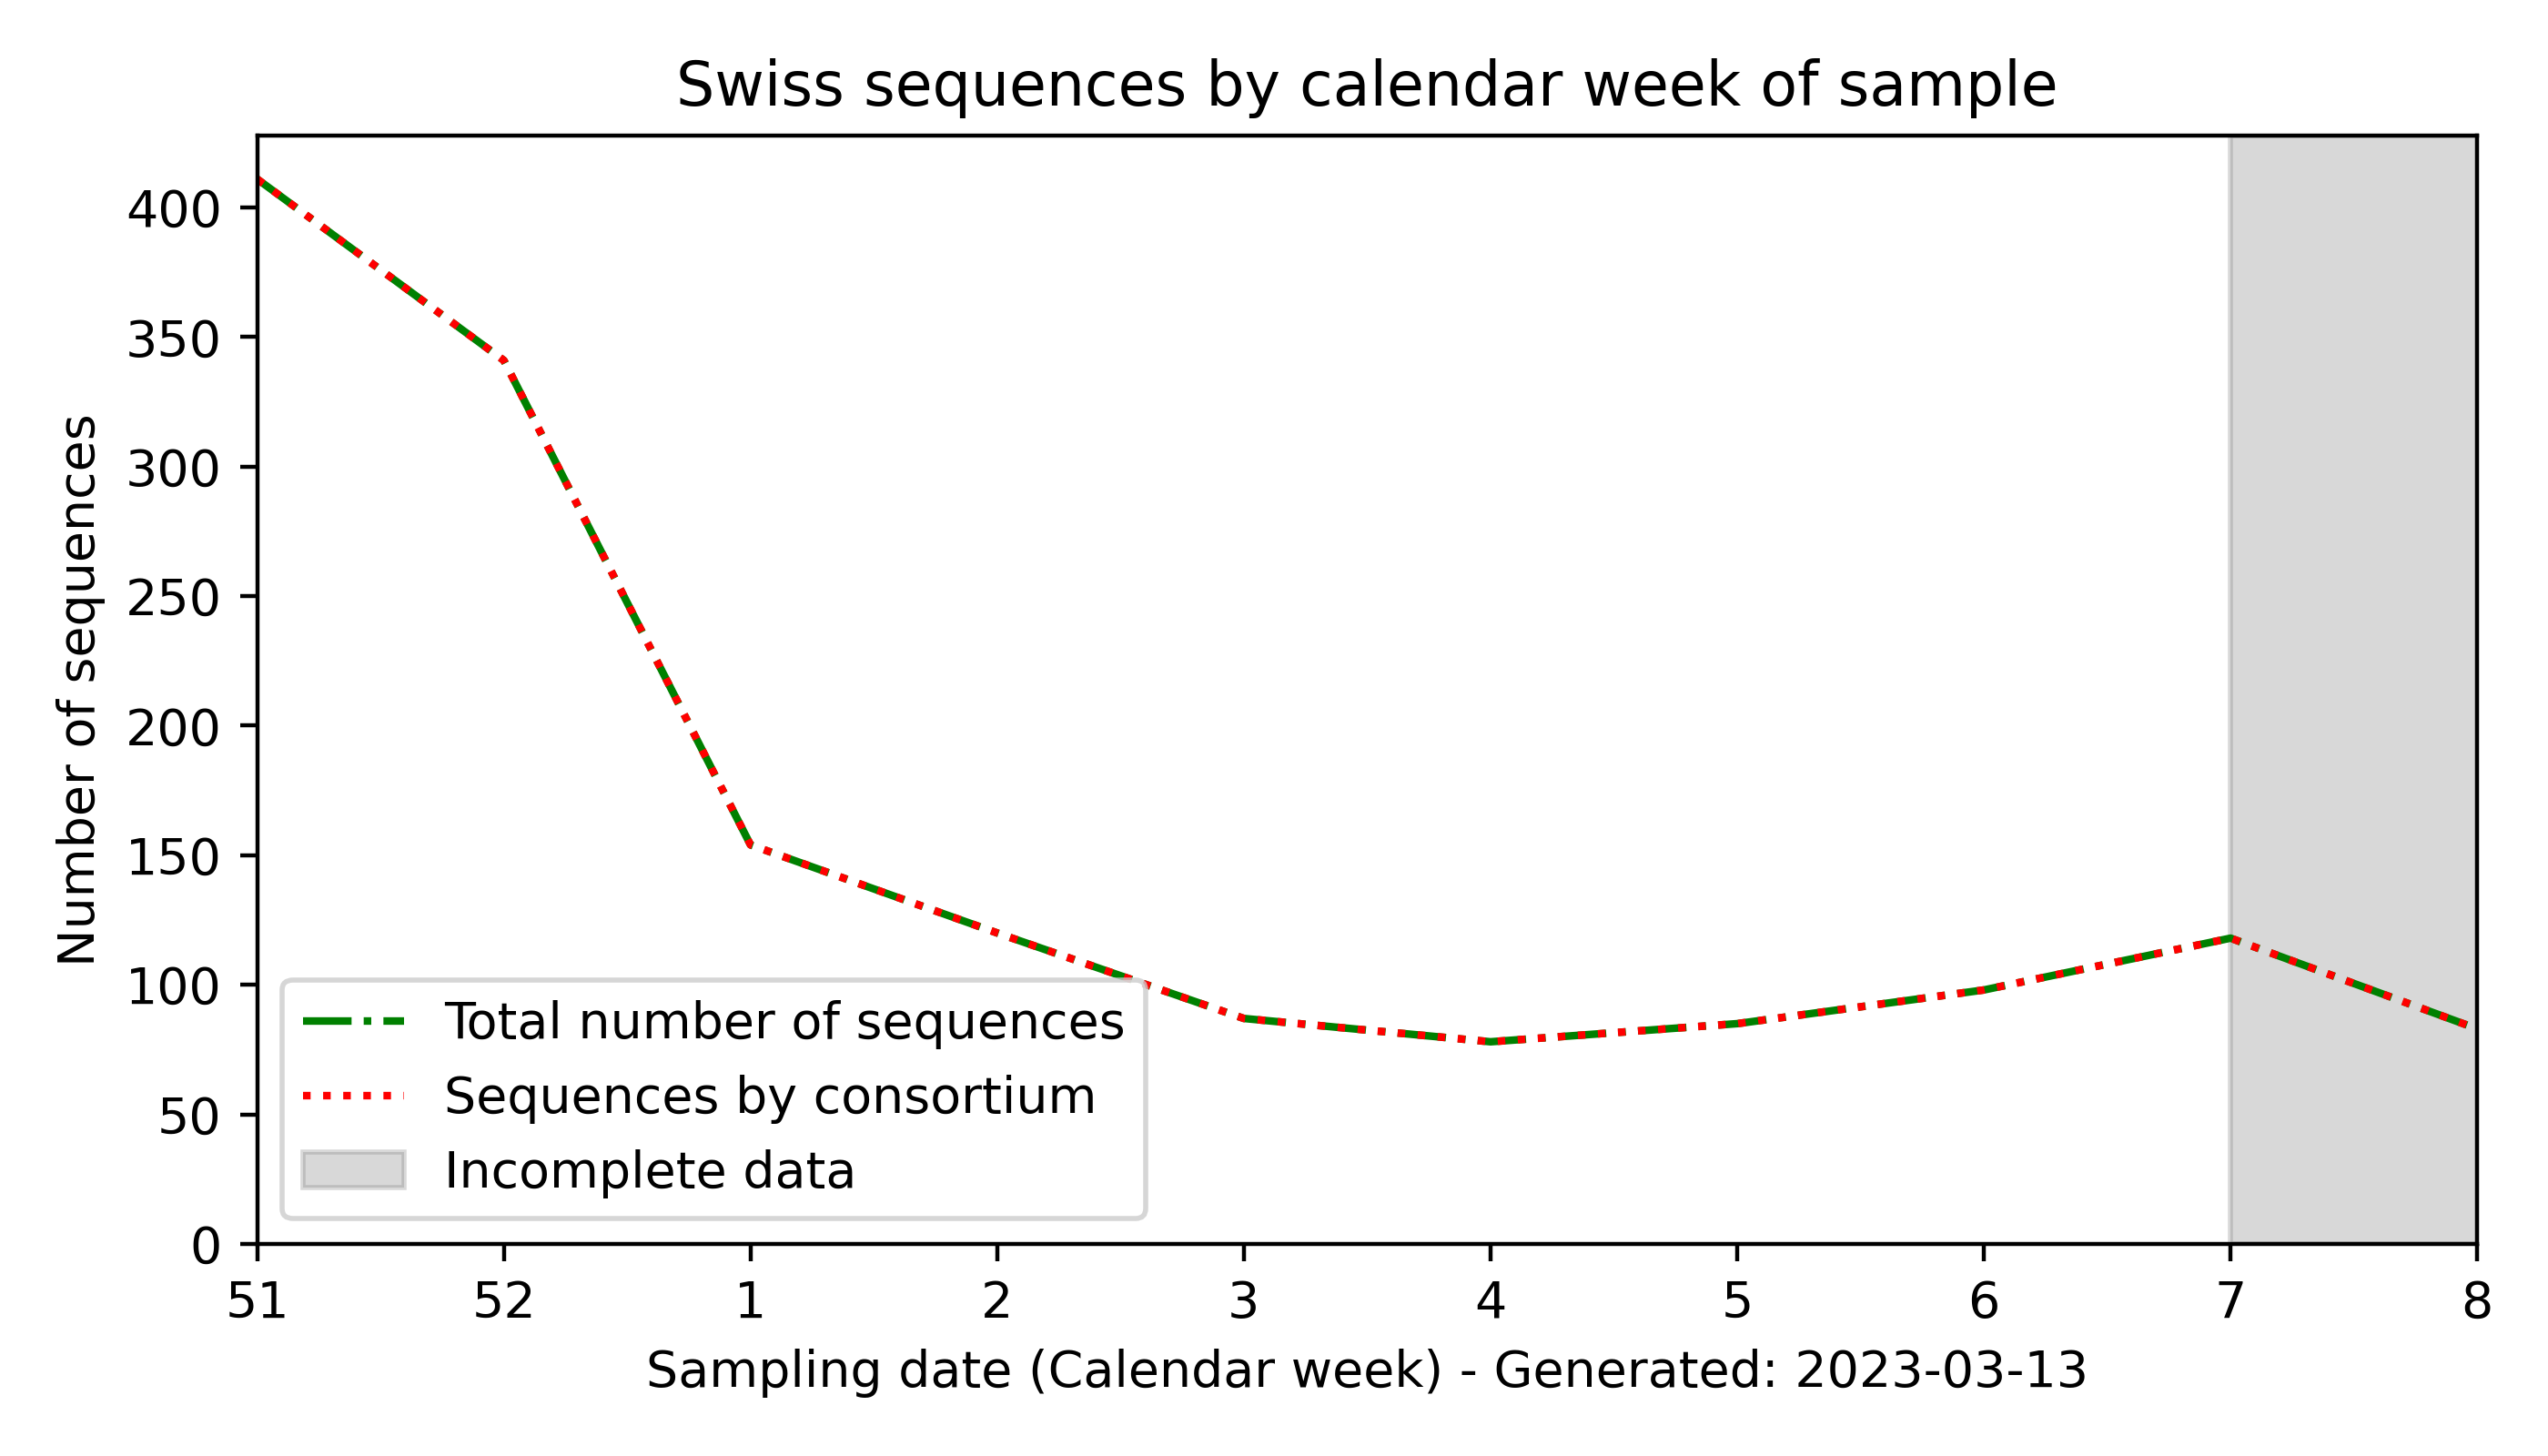 Swiss sequences by calendar week of sample
Number of sequences
400
350
300
250
200
150
100
50
0
Total number of sequences
Sequences by consortium
Incomplete data
51 52 1 2 3 4 5 6 7 8
Sampling date (Calendar week) - Generated: 2023-03-13